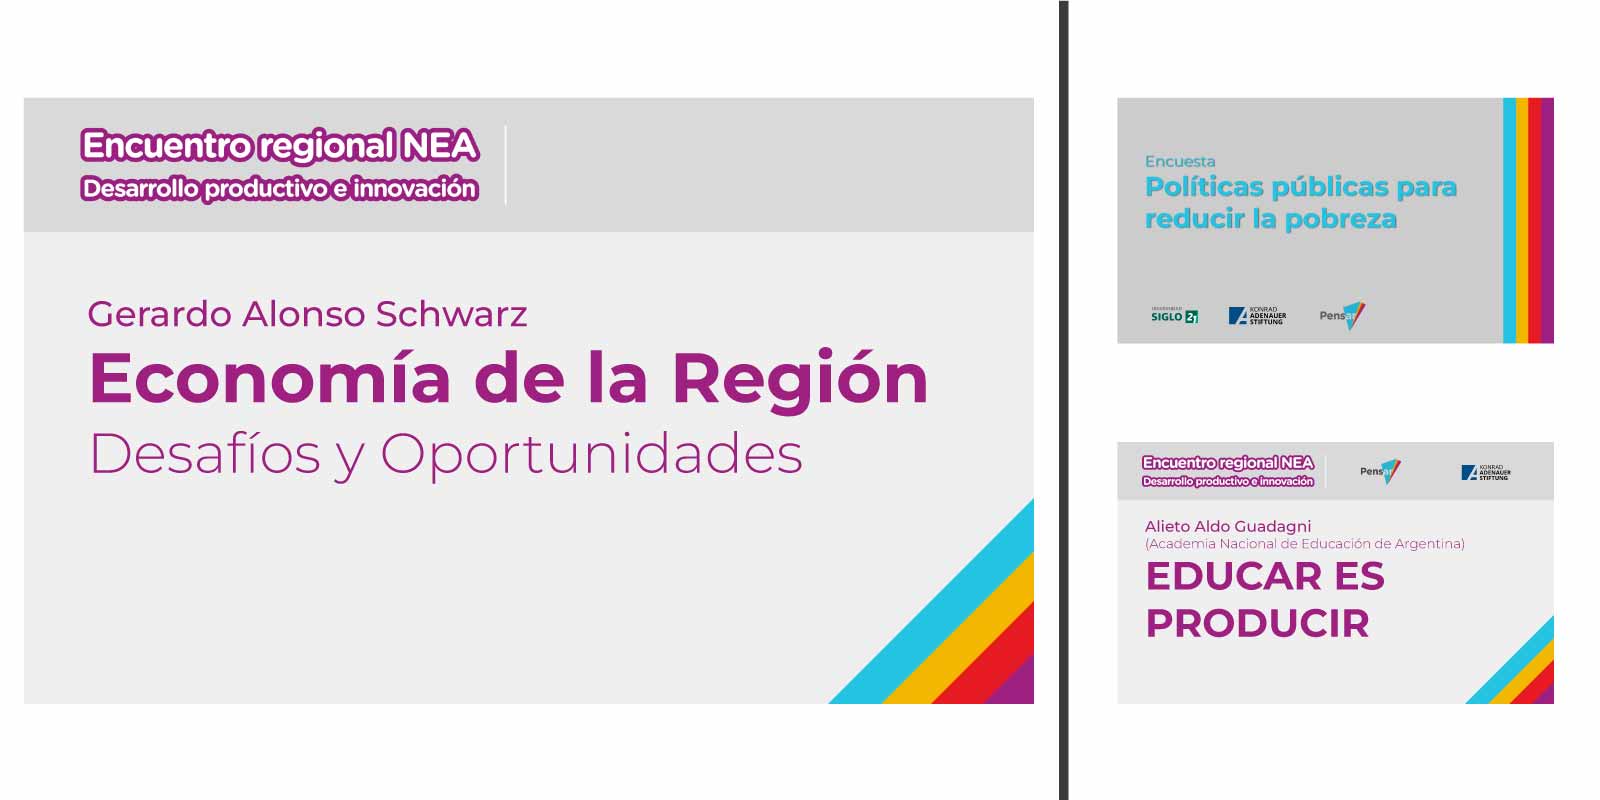 Encuentro regional NEA
Desarrollo productivo e innovación
Gerardo Alonso Schwarz
Economía de la Región
Desafíos y Oportunidades
Encuesta
Políticas públicas para
reducir la pobreza
UNIVERSIDAD
SIGLO 21
KONRAD
ADENAUER
STIFTUNG
Pensar
Encuentro regional NEA
Desarrollo productivo e innovación
Pensar
KONRAD
ADENAUER
STIFTUNG
Alieto Aldo Guadagni
(Academia Nacional de Educación de Argentina)
EDUCAR ES
PRODUCIR